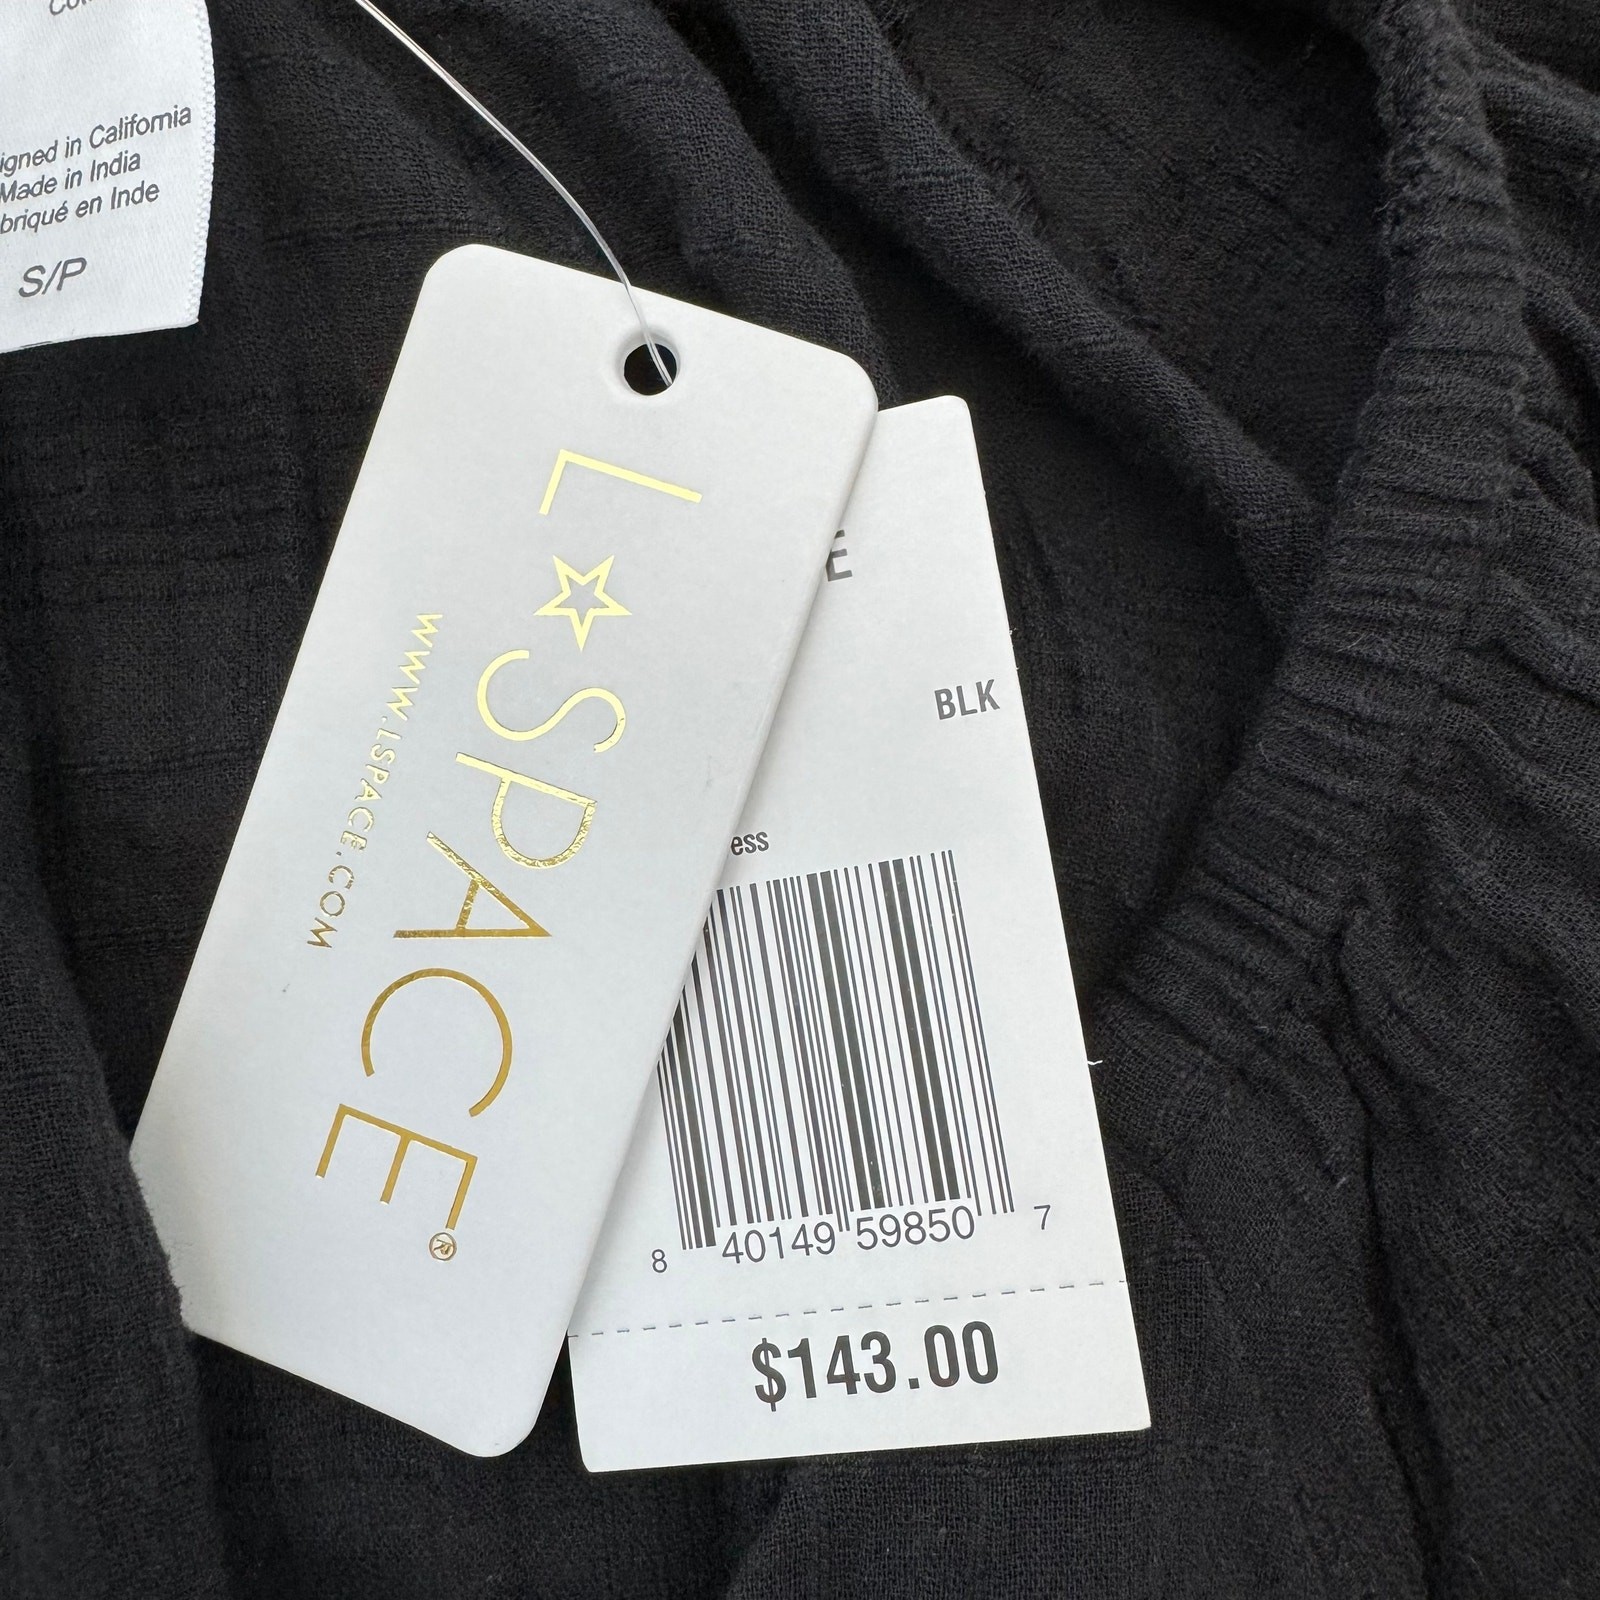 igned in California
Made in India
briqué en Inde
S/P
L☆SPACE®
WWW.LSPACE.COM
E
BLK
ess
8 40149 59850 7
$143.00